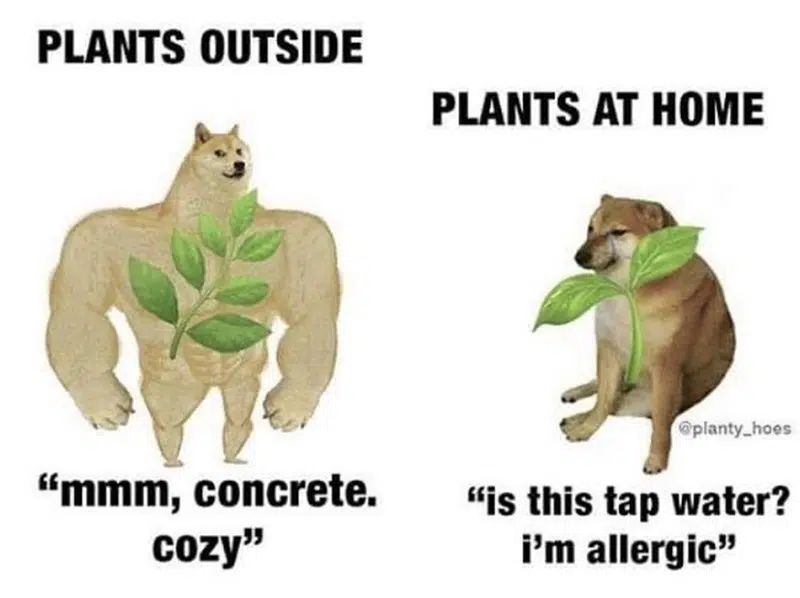 PLANTS OUTSIDE
PLANTS AT HOME
@planty_hoes
“mmm, concrete.
cozy”
“is this tap water?
i’m allergic”